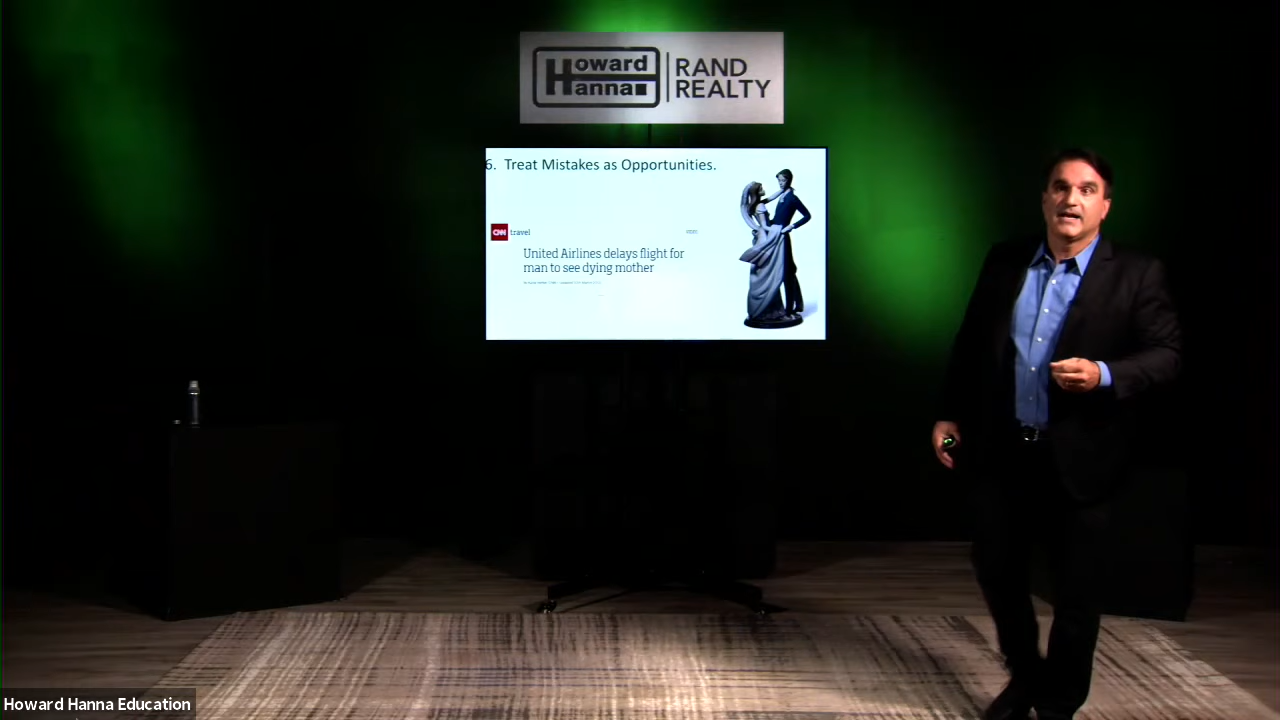 Howard
Hanna
RAND
REALTY
6. Treat Mistakes as Opportunities.
CNN travel
United Airlines delays flight for
man to see dying mother
Howard Hanna Education